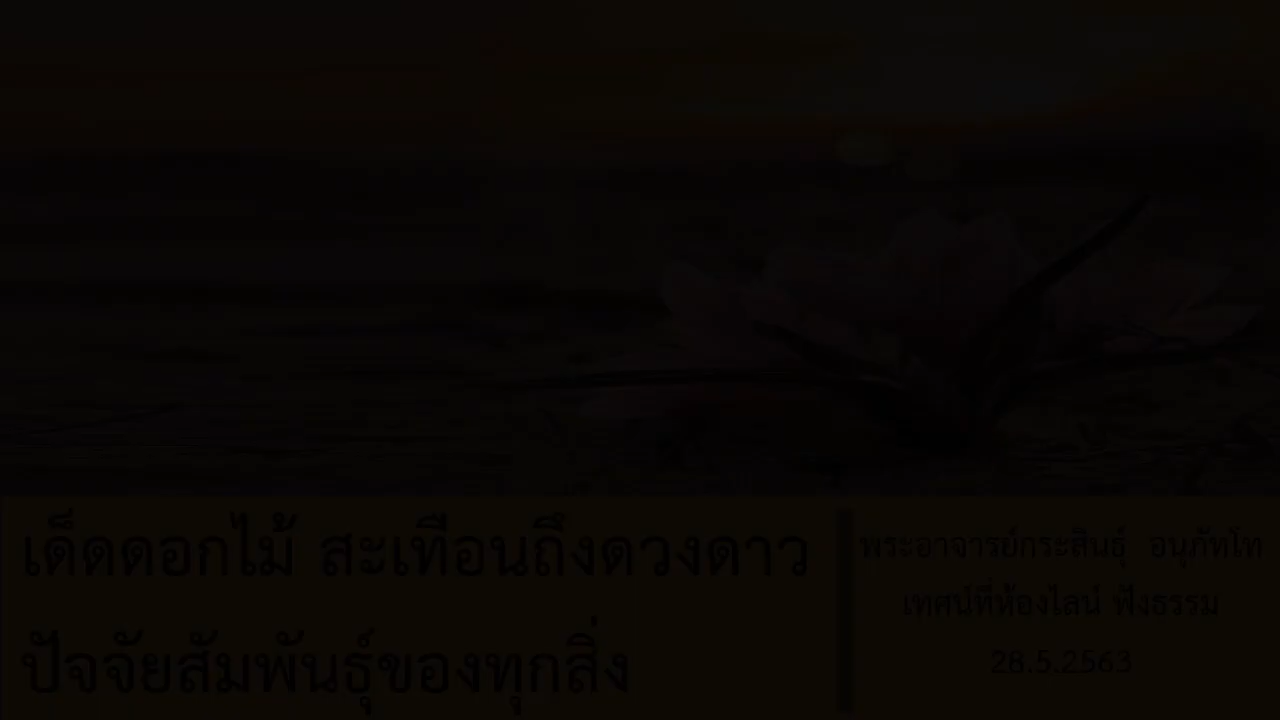 เด็ดดอกไม้ สะเทือนถึงดวงดาว
ปัจจัยสัมพันธุ์ของทุกสิ่ง
พระอาจารย์กระสินธุ์ อนุภัทโท
เทศน์ที่ห้องไลน์ ฟังธรรม
28.5.2563